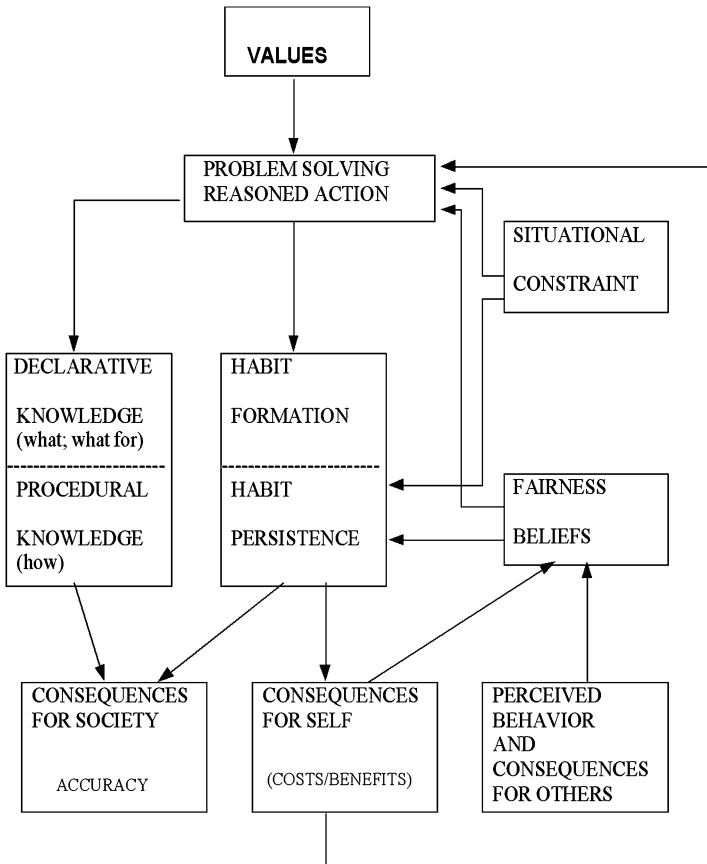 VALUES
PROBLEM SOLVING
REASONED ACTION
SITUATIONAL
CONSTRAINT
DECLARATIVE
KNOWLEDGE
(what; what for)
PROCEDURAL
KNOWLEDGE
(how)
HABIT
FORMATION
HABIT
PERSISTENCE
FAIRNESS
BELIEFS
CONSEQUENCES
FOR SOCIETY
ACCURACY
CONSEQUENCES
FOR SELF
(COSTS/BENEFITS)
PERCEIVED
BEHAVIOR
AND
CONSEQUENCES
FOR OTHERS